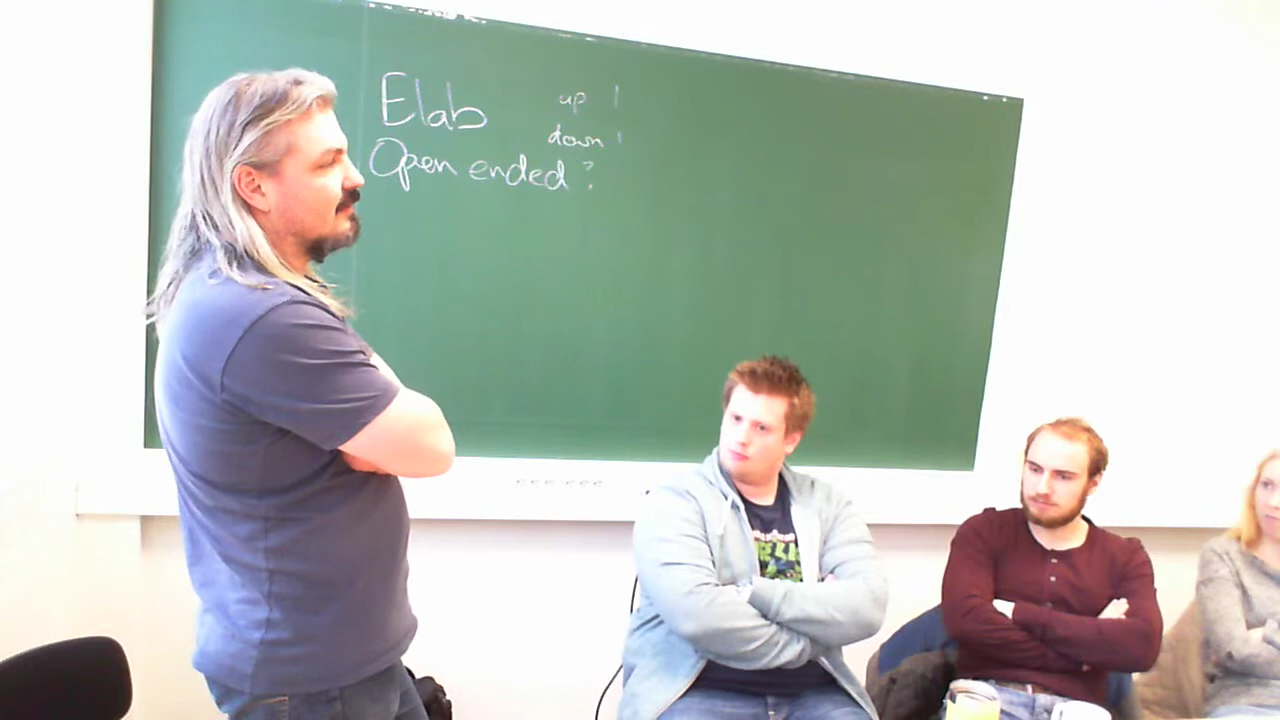 Elab
up |
down |
Open ended ?